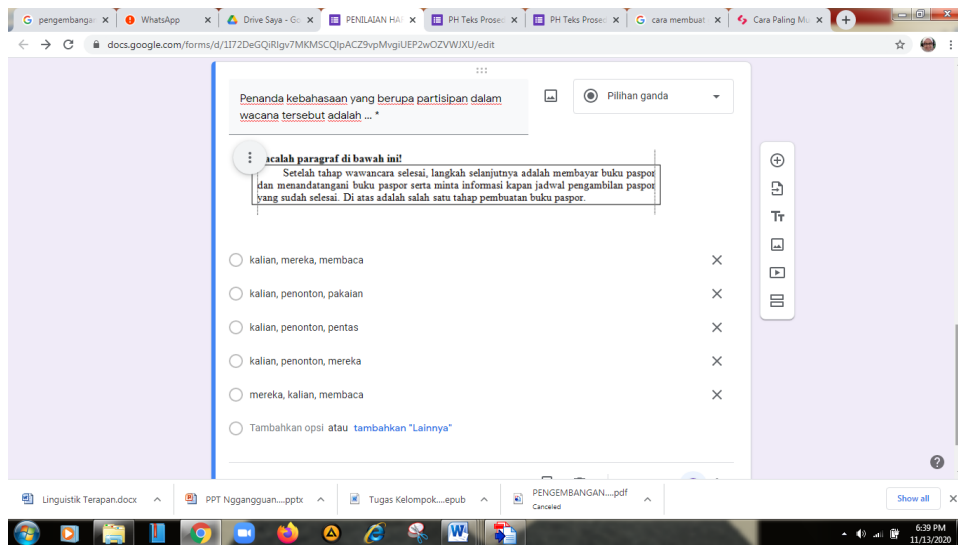 pengembangan
WhatsApp
Drive Saya - Go
PENILAIAN HA
PH Teks Prosed
PH Teks Prosed
cara membuat
Cara Paling Mu
docs.google.com/forms/d/1I72DeGQiRIgv7MKMSCQlpACZ9vpMvgiUEP2wOZVWJXU/edit
Penanda kebahasaan yang berupa partisipan dalam
wacana tersebut adalah ... *
Pilihan ganda
acalah paragraf di bawah ini!
Setelah tahap wawancara selesai, langkah selanjutnya adalah membayar buku paspor
dan menandatangani buku paspor serta minta informasi kapan jadwal pengambilan paspor
yang sudah selesai. Di atas adalah salah satu tahap pembuatan buku paspor.
kalian, mereka, membaca
kalian, penonton, pakaian
kalian, penonton, pentas
kalian, penonton, mereka
mereka, kalian, membaca
Tambahkan opsi atau tambahkan "Lainnya"
Linguistik Terapan.docx
PPT Nggangguan....pptx
Tugas Kelompok....epub
PENGEMBANGAN....pdf
Canceled
Show all
6:39 PM
11/13/2020